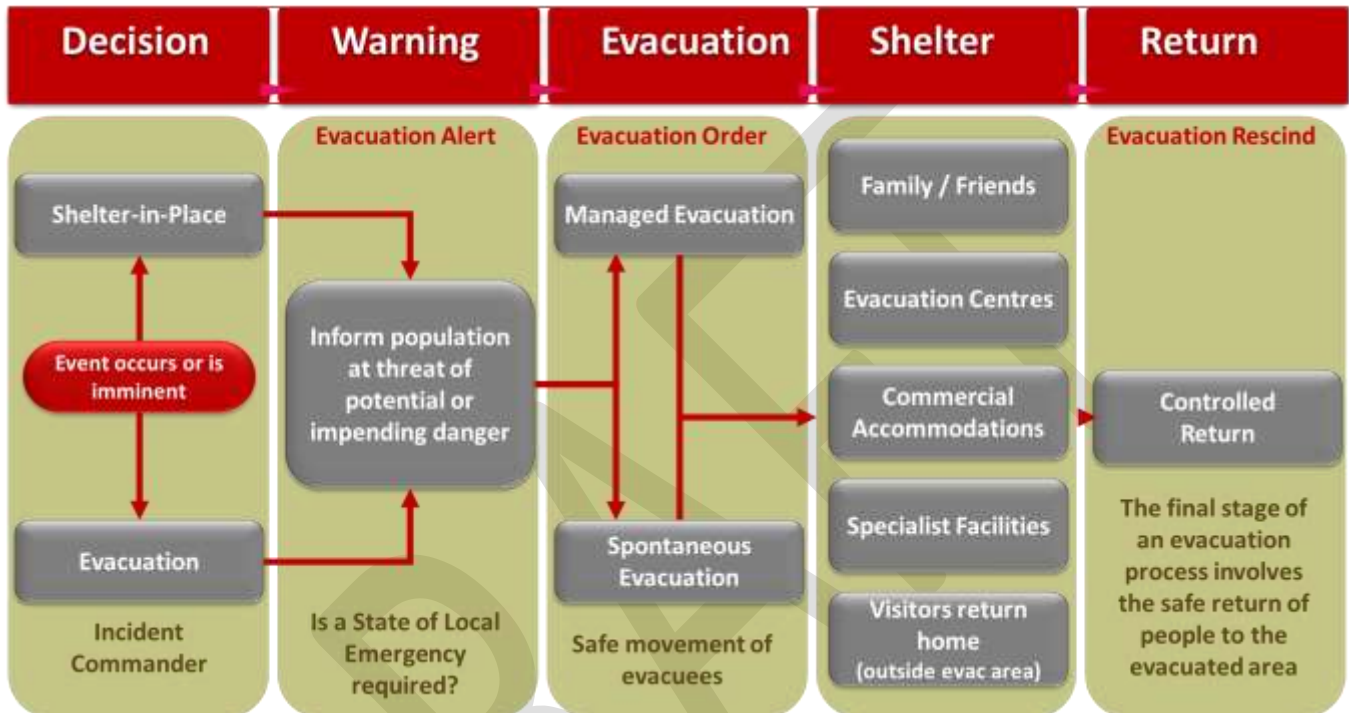 Decision
Warning
Evacuation
Shelter
Return
Shelter-in-Place
Event occurs or is
imminent
Evacuation
Incident
Commander
Evacuation Alert
Inform population
at threat of
potential or
impending danger
Is a State of Local
Emergency
required?
Evacuation Order
Managed Evacuation
Spontaneous
Evacuation
Safe movement of
evacuees
Family / Friends
Evacuation Centres
Commercial
Accommodations
Specialist Facilities
Visitors return
home
(outside evac area)
Evacuation Rescind
Controlled
Return
The final stage of
an evacuation
process involves
the safe return of
people to the
evacuated area
DRAFT